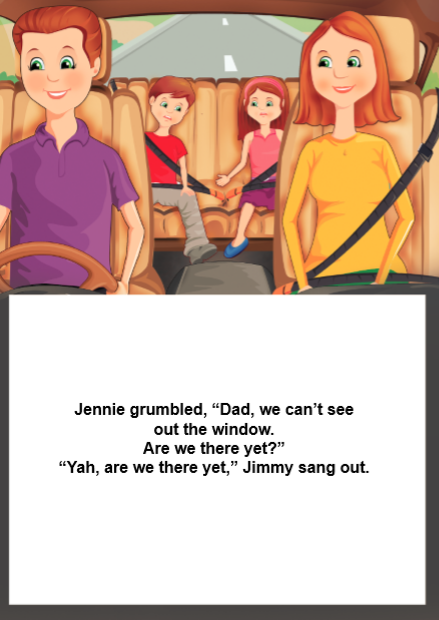 Jennie grumbled, “Dad, we can’t see
out the window.
Are we there yet?”
“Yah, are we there yet,” Jimmy sang out.